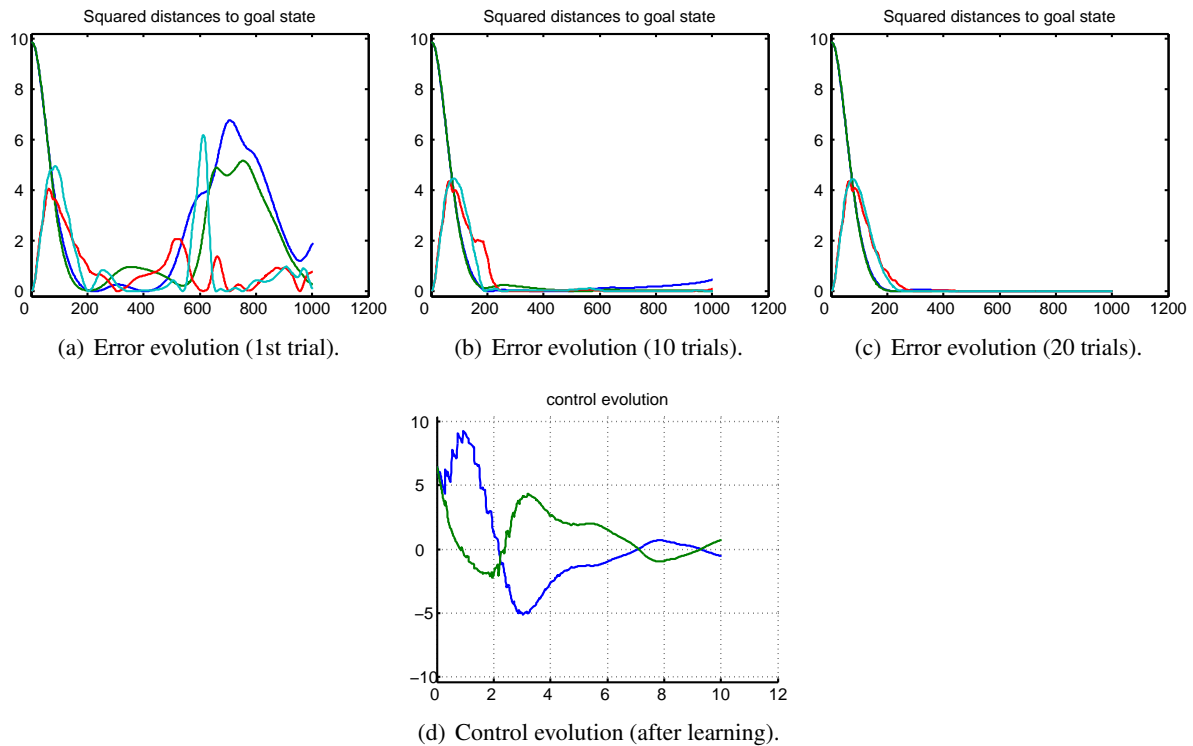 Squared distances to goal state
Squared distances to goal state
Squared distances to goal state
10
8
6
4
2
0
0 200 400 600 800 1000 1200
10
8
6
4
2
0
0 200 400 600 800 1000 1200
10
8
6
4
2
0
0 200 400 600 800 1000 1200
(a) Error evolution (1st trial).
(b) Error evolution (10 trials).
(c) Error evolution (20 trials).
control evolution
10
5
0
−5
−10
0 2 4 6 8 10 12
(d) Control evolution (after learning).